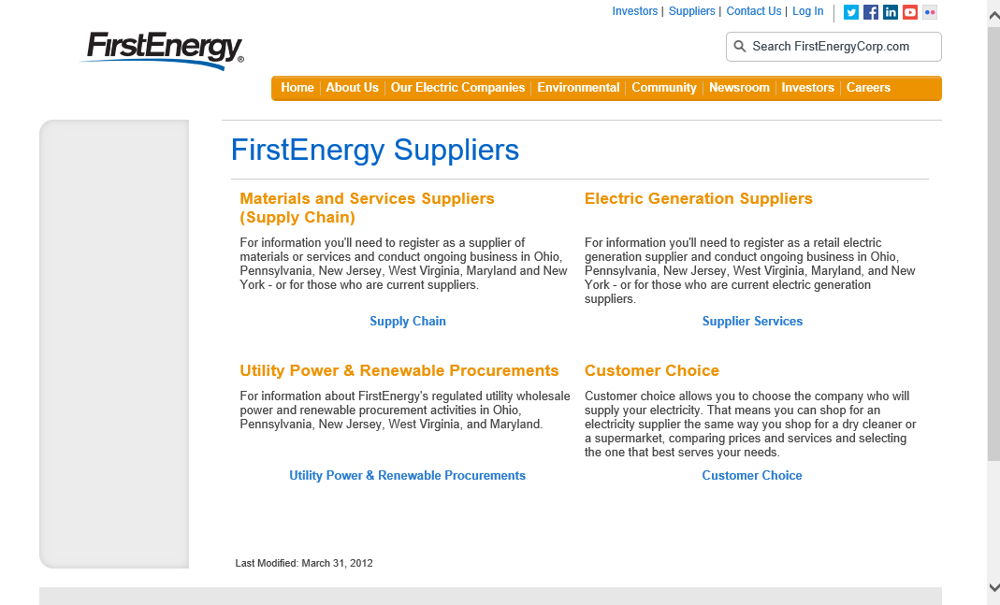 Investors | Suppliers | Contact Us | Log In
FirstEnergy®
Search FirstEnergyCorp.com
Home About Us Our Electric Companies Environmental Community Newsroom Investors Careers
FirstEnergy Suppliers
Materials and Services Suppliers
(Supply Chain)
For information you'll need to register as a supplier of
materials or services and conduct ongoing business in Ohio,
Pennsylvania, New Jersey, West Virginia, Maryland and New
York - or for those who are current suppliers.
Supply Chain
Electric Generation Suppliers
For information you'll need to register as a retail electric
generation supplier and conduct ongoing business in Ohio,
Pennsylvania, New Jersey, West Virginia, Maryland, and New
York - or for those who are current electric generation
suppliers.
Supplier Services
Utility Power & Renewable Procurements
For information about FirstEnergy's regulated utility wholesale
power and renewable procurement activities in Ohio,
Pennsylvania, New Jersey, West Virginia, and Maryland.
Utility Power & Renewable Procurements
Customer Choice
Customer choice allows you to choose the company who will
supply your electricity. That means you can shop for an
electricity supplier the same way you shop for a dry cleaner or
a supermarket, comparing prices and services and selecting
the one that best serves your needs.
Customer Choice
Last Modified: March 31, 2012